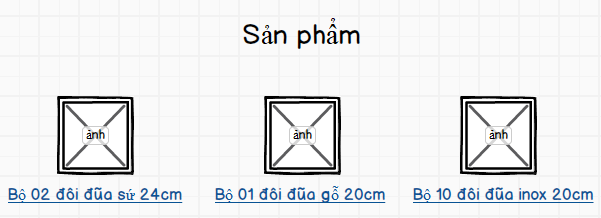 Sản phẩm
ảnh ảnh ảnh
Bộ 02 đôi đũa sứ 24cm Bộ 01 đôi đũa gỗ 20cm Bộ 10 đôi đũa inox 20cm